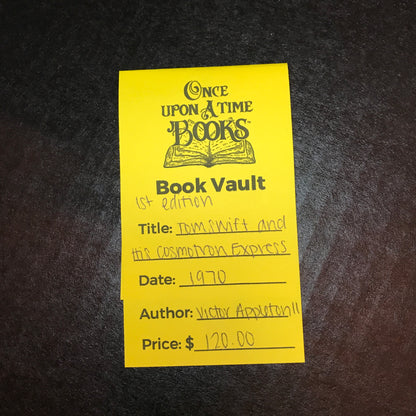 ONCE
UPON A TIME
BOOKS
Book Vault
1st edition
Title: Tom swift and
His Cosmotron Express
Date: 1970
Author: Victor Appleton II
Price: $ 120.00